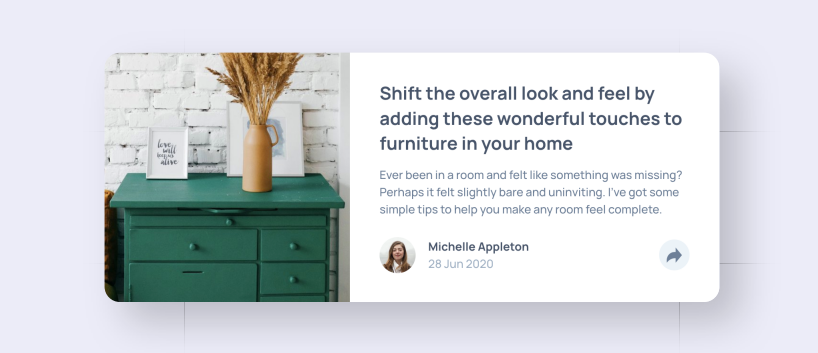 love
will
keep us
alive
Shift the overall look and feel by
adding these wonderful touches to
furniture in your home
Ever been in a room and felt like something was missing?
Perhaps it felt slightly bare and uninviting. I've got some
simple tips to help you make any room feel complete.
Michelle Appleton
28 Jun 2020